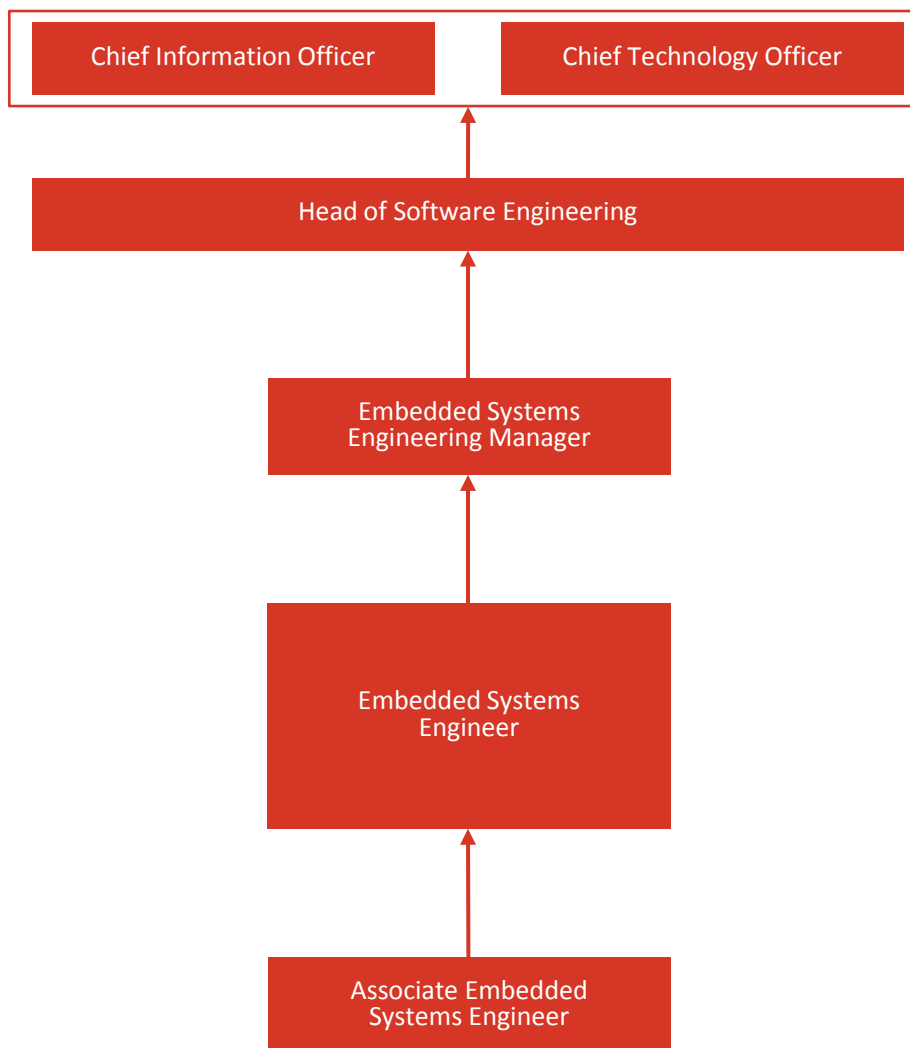 Chief Information Officer
Chief Technology Officer
Head of Software Engineering
Embedded Systems
Engineering Manager
Embedded Systems
Engineer
Associate Embedded
Systems Engineer